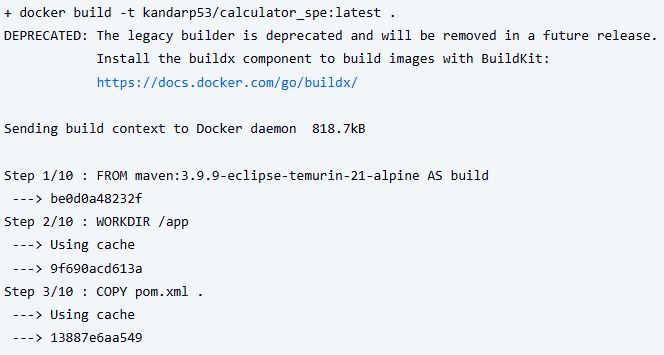 + docker build -t kandarp53/calculator_spe:latest .
DEPRECATED: The legacy builder is deprecated and will be removed in a future release.
            Install the buildx component to build images with BuildKit:
            https://docs.docker.com/go/buildx/

Sending build context to Docker daemon  818.7kB

Step 1/10 : FROM maven:3.9.9-eclipse-temurin-21-alpine AS build
 ---> be0d0a48232f
Step 2/10 : WORKDIR /app
 ---> Using cache
 ---> 9f690acd613a
Step 3/10 : COPY pom.xml .
 ---> Using cache
 ---> 13887e6aa549